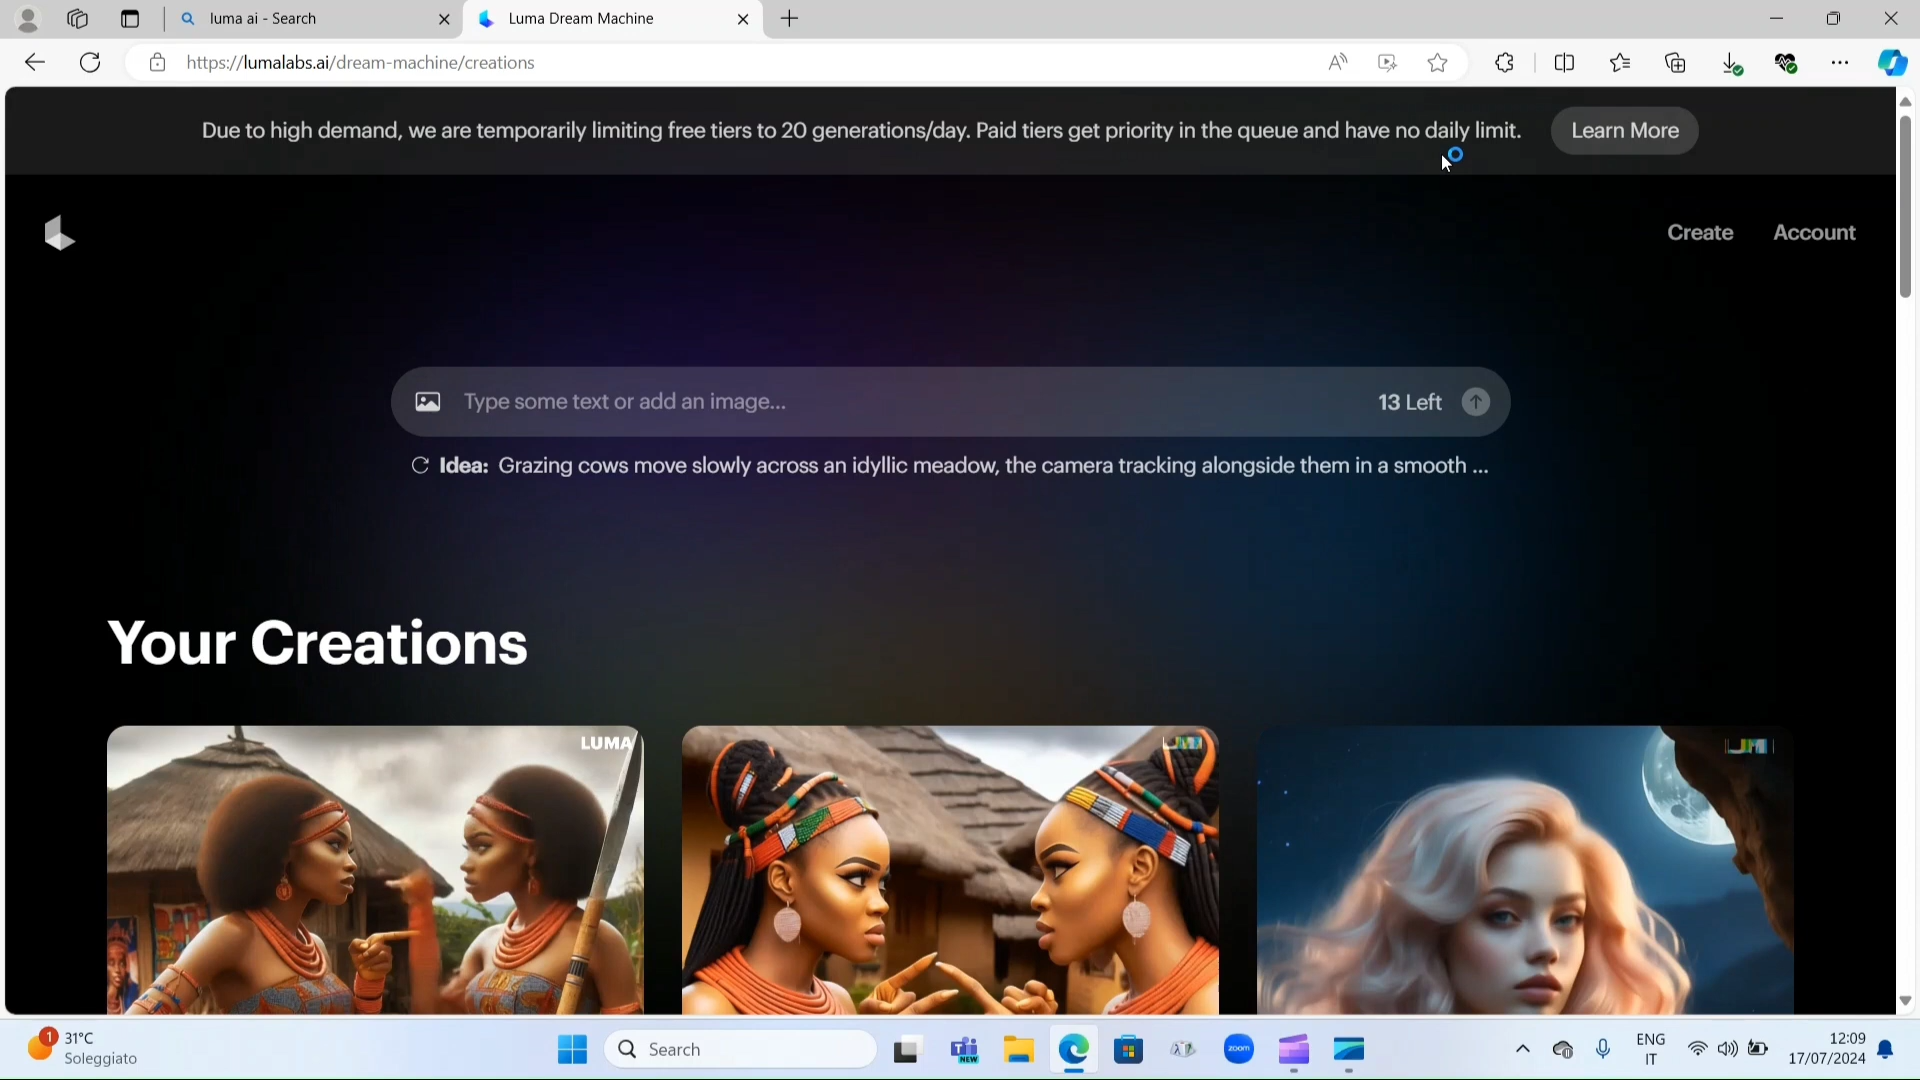 luma ai - Search
Luma Dream Machine
https://lumalabs.ai/dream-machine/creations
Due to high demand, we are temporarily limiting free tiers to 20 generations/day. Paid tiers get priority in the queue and have no daily limit.
Learn More
Create
Account
Type some text or add an image...
13 Left
Idea: Grazing cows move slowly across an idyllic meadow, the camera tracking alongside them in a smooth ...
Your Creations
LUMA
1
31°C
Soleggiato
Search
NEW
zoom
ENG
IT
12:09
17/07/2024